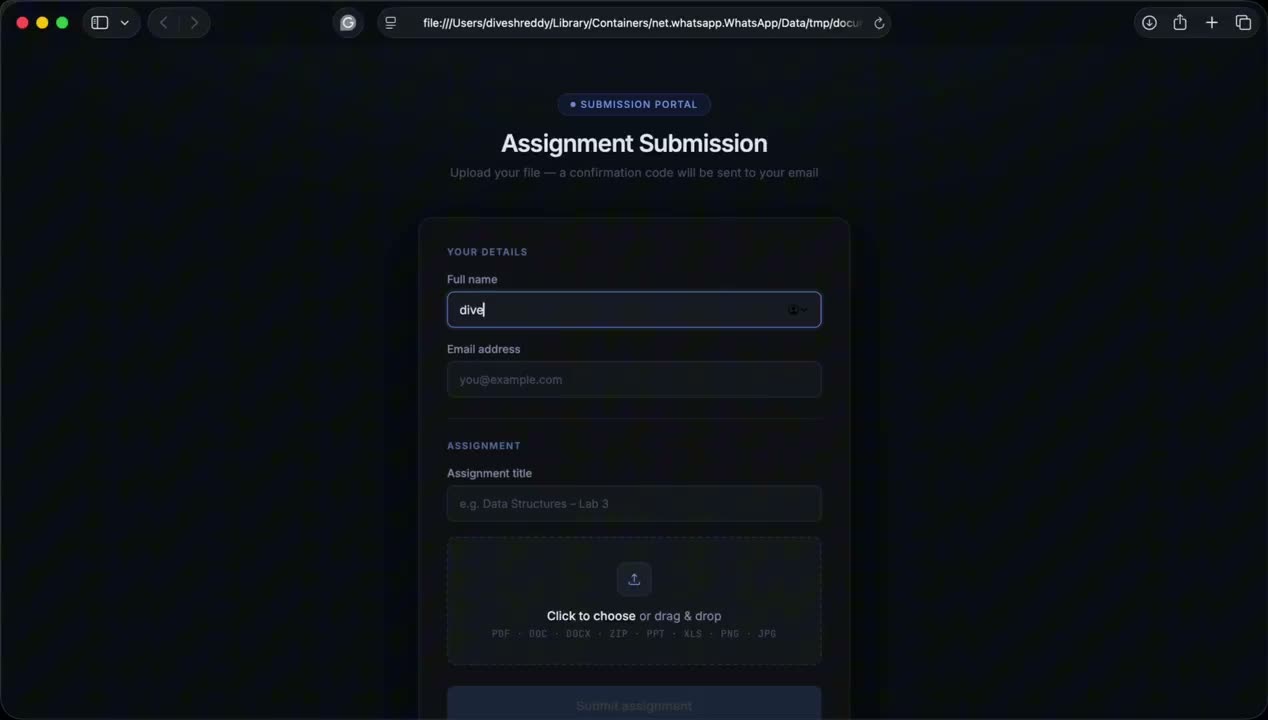 file:///Users/diveshreddy/Library/Containers/net.whatsapp.WhatsApp/Data/tmp/docu
SUBMISSION PORTAL
Assignment Submission
Upload your file — a confirmation code will be sent to your email
YOUR DETAILS
Full name
dive
Email address
you@example.com
ASSIGNMENT
Assignment title
e.g. Data Structures – Lab 3
Click to choose or drag & drop
PDF · DOC · DOCX · ZIP · PPT · XLS · PNG · JPG
Submit assignment